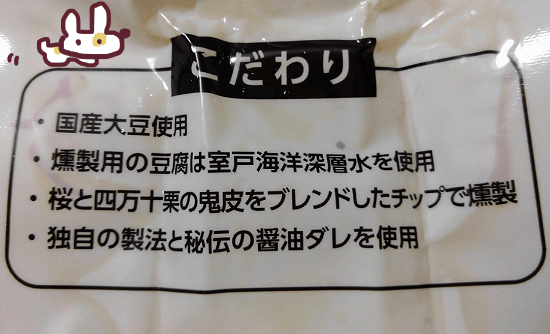 こだわり
・国産大豆使用
・燻製用の豆腐は室戸海洋深層水を使用
・桜と四万十栗の鬼皮をブレンドしたチップで燻製
・独自の製法と秘伝の醤油ダレを使用